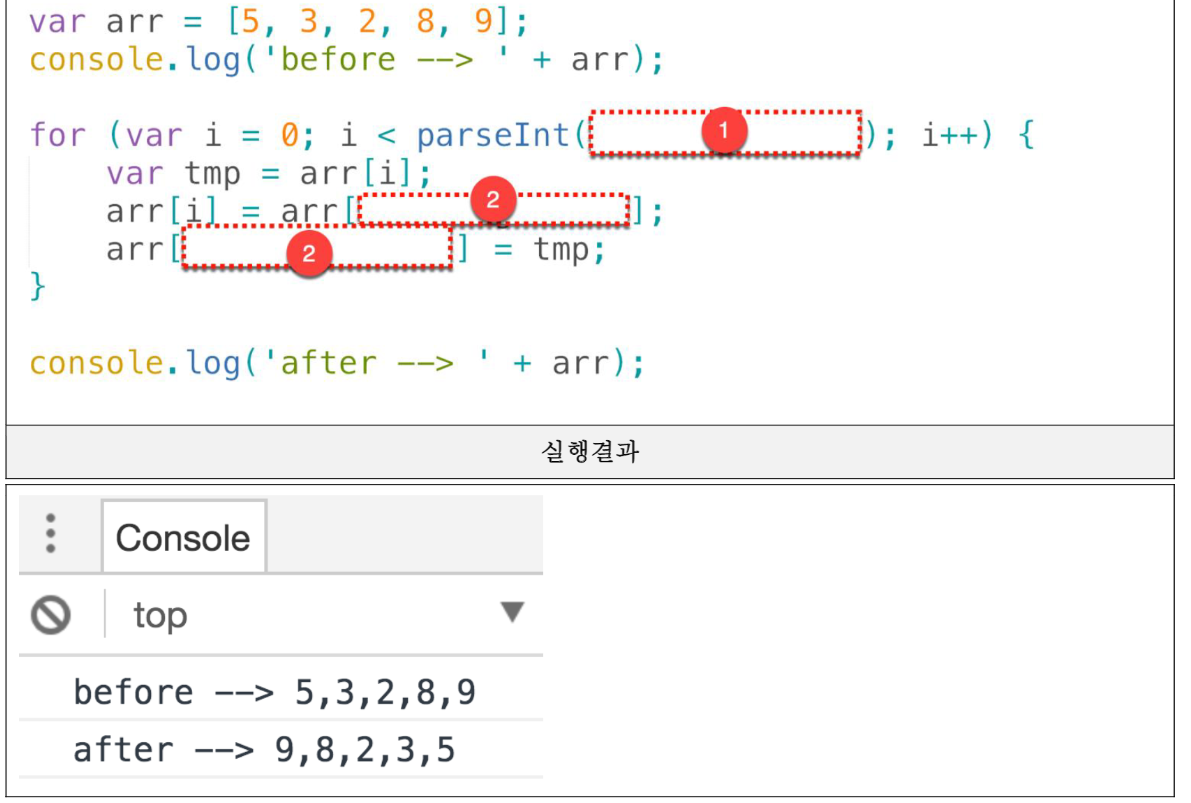 var arr = [5, 3, 2, 8, 9];
console.log('before --> ' + arr);
for (var i = 0; i < parseInt( 1 ); i++) {
var tmp = arr[i];
arr[i] = arr[ 2 ];
arr[ 2 ] = tmp;
}
console.log('after --> ' + arr);
실행결과
Console
top
before --> 5,3,2,8,9
after --> 9,8,2,3,5